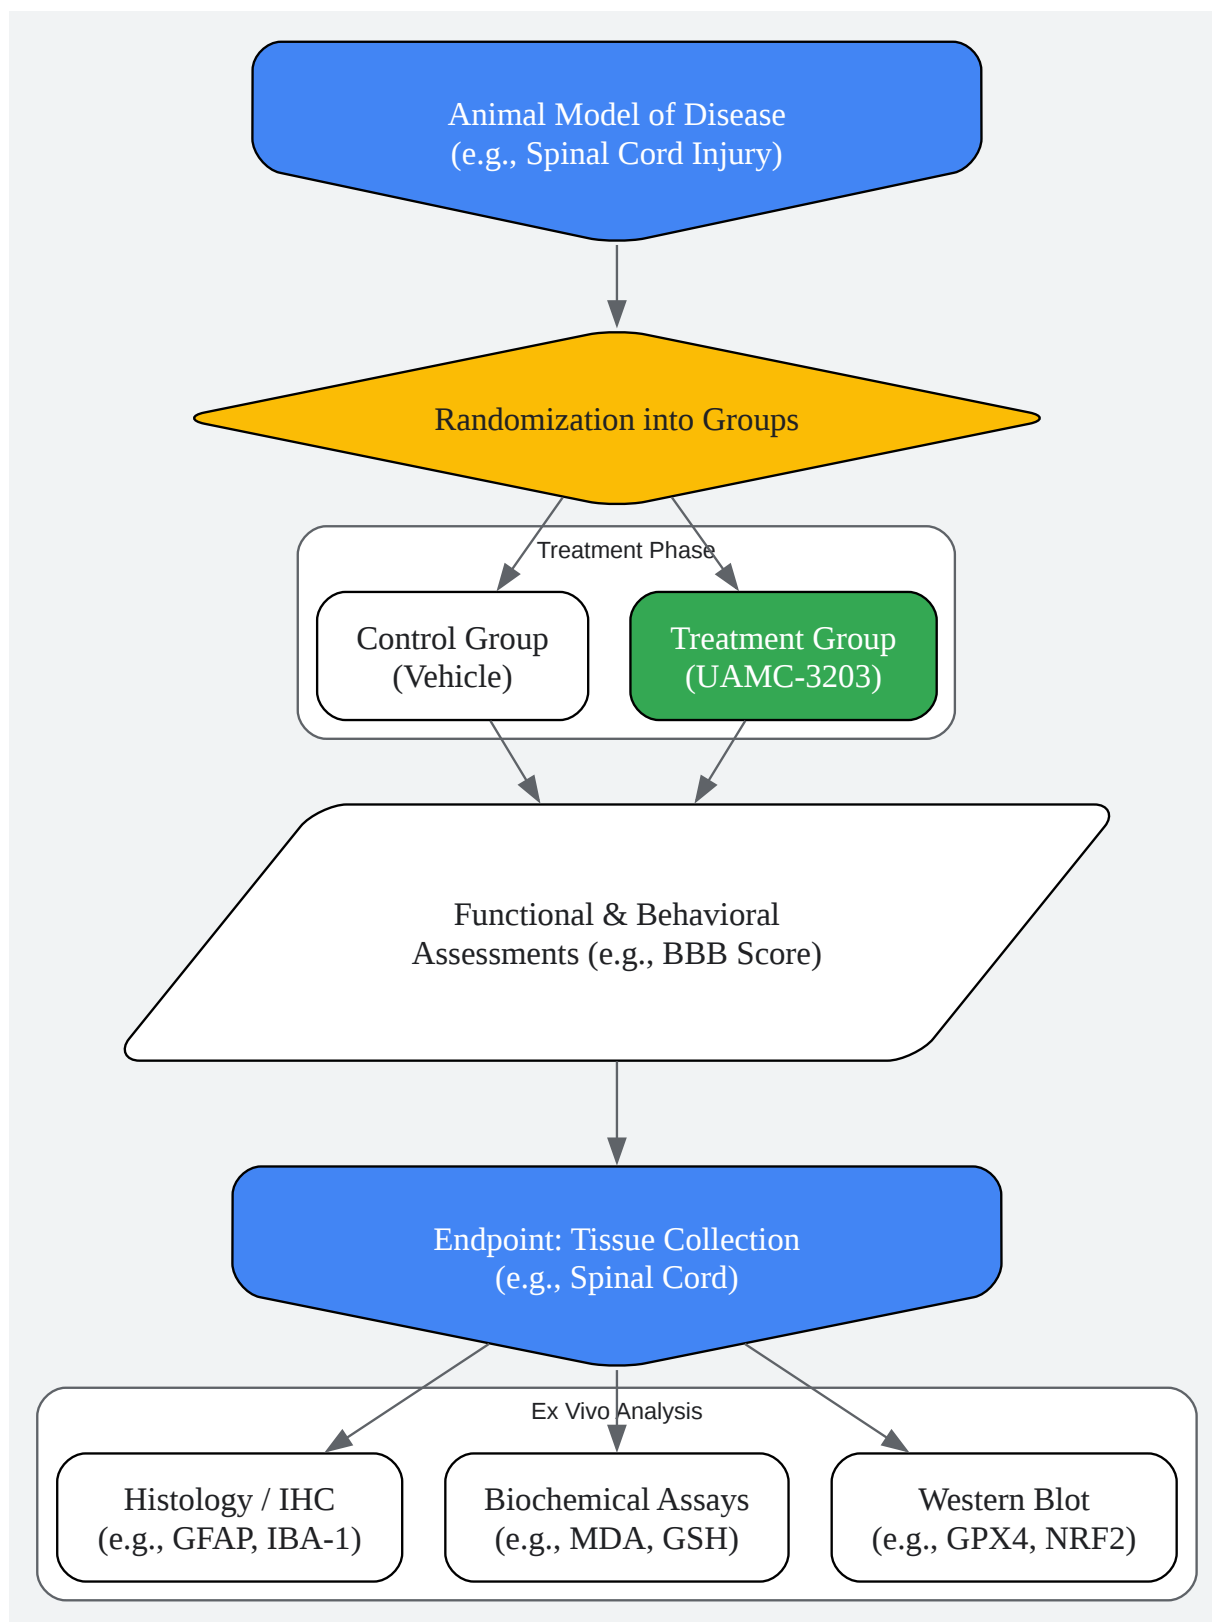 Animal Model of Disease
(e.g., Spinal Cord Injury)
Randomization into Groups
Treatment Phase
Control Group
(Vehicle)
Treatment Group
(UAMC-3203)
Functional & Behavioral
Assessments (e.g., BBB Score)
Endpoint: Tissue Collection
(e.g., Spinal Cord)
Ex Vivo Analysis
Histology / IHC
(e.g., GFAP, IBA-1)
Biochemical Assays
(e.g., MDA, GSH)
Western Blot
(e.g., GPX4, NRF2)